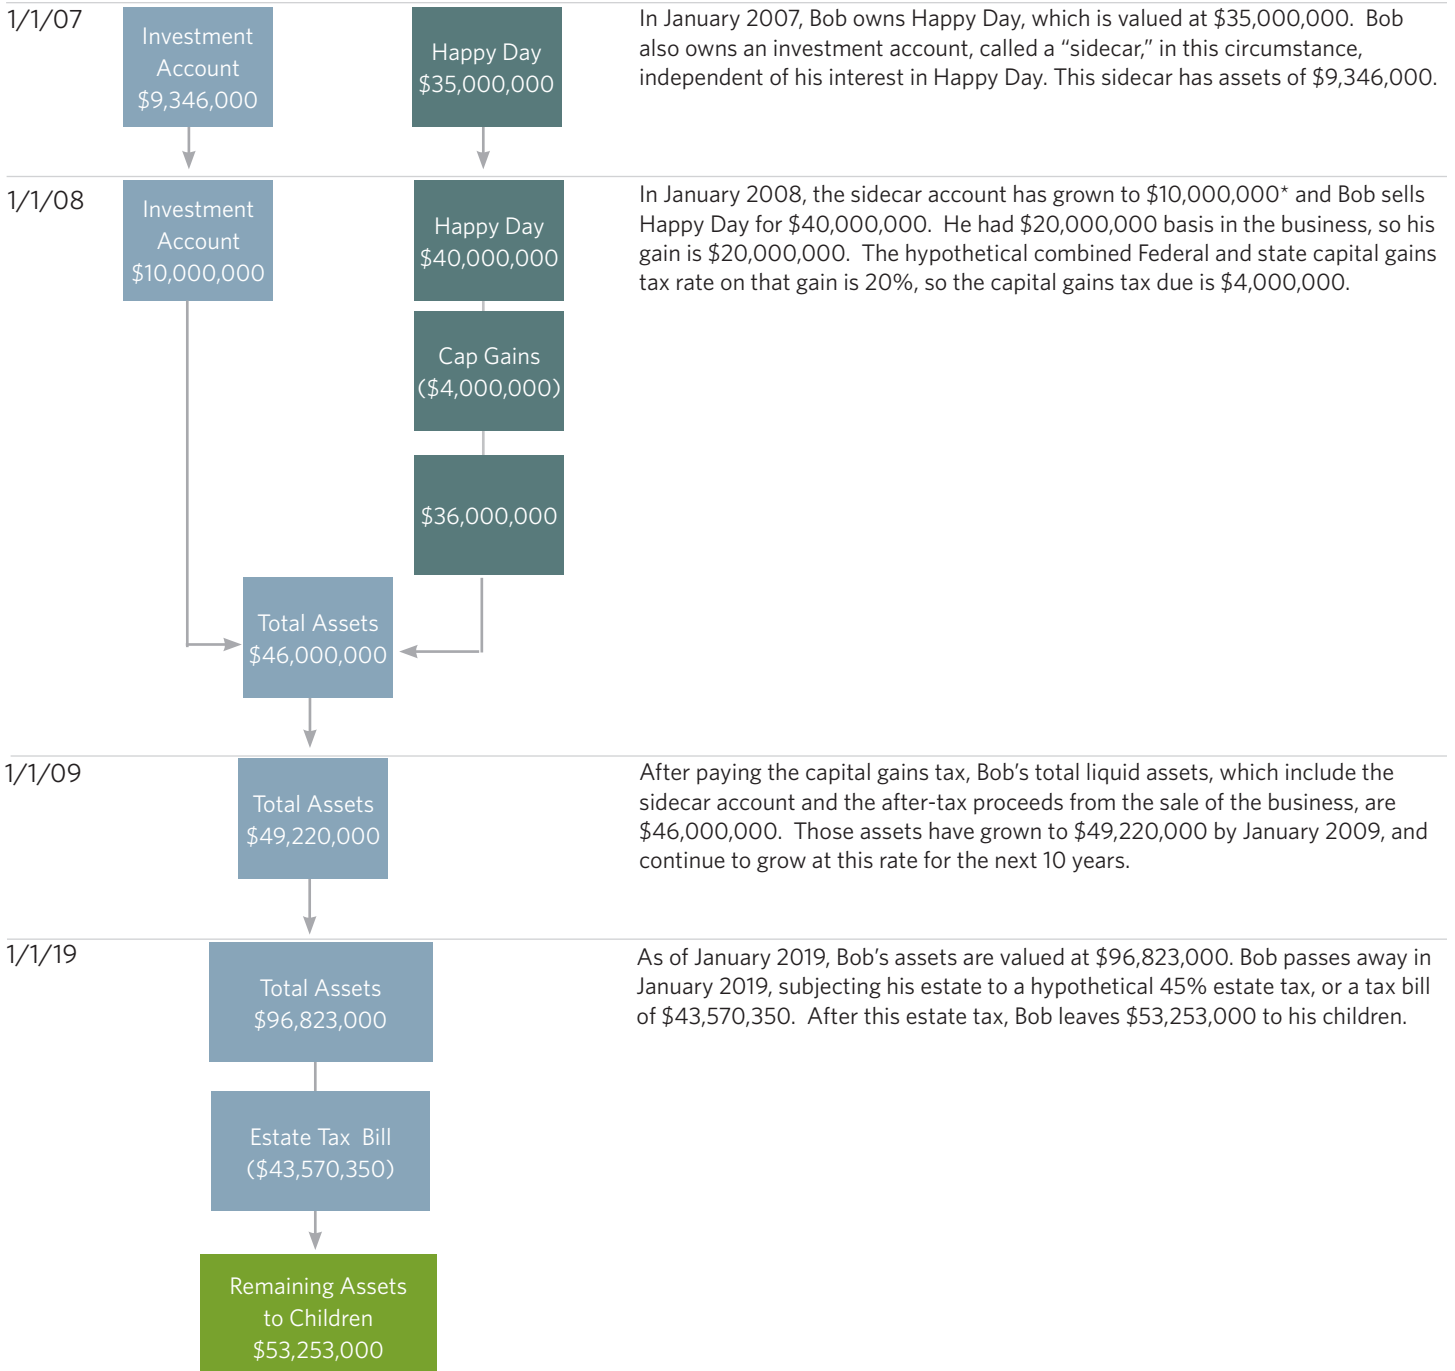 1/1/07
Investment
Account
$9,346,000
Happy Day
$35,000,000
In January 2007, Bob owns Happy Day, which is valued at $35,000,000.  Bob
also owns an investment account, called a “sidecar,” in this circumstance,
independent of his interest in Happy Day. This sidecar has assets of $9,346,000.
1/1/08
Investment
Account
$10,000,000
Happy Day
$40,000,000
Cap Gains
($4,000,000)
$36,000,000
Total Assets
$46,000,000
In January 2008, the sidecar account has grown to $10,000,000* and Bob sells
Happy Day for $40,000,000.  He had $20,000,000 basis in the business, so his
gain is $20,000,000.  The hypothetical combined Federal and state capital gains
tax rate on that gain is 20%, so the capital gains tax due is $4,000,000.
1/1/09
Total Assets
$49,220,000
After paying the capital gains tax, Bob’s total liquid assets, which include the
sidecar account and the after-tax proceeds from the sale of the business, are
$46,000,000.  Those assets have grown to $49,220,000 by January 2009, and
continue to grow at this rate for the next 10 years.
1/1/19
Total Assets
$96,823,000
Estate Tax  Bill
($43,570,350)
Remaining Assets
to Children
$53,253,000
As of January 2019, Bob’s assets are valued at $96,823,000. Bob passes away in
January 2019, subjecting his estate to a hypothetical 45% estate tax, or a tax bill
of $43,570,350.  After this estate tax, Bob leaves $53,253,000 to his children.